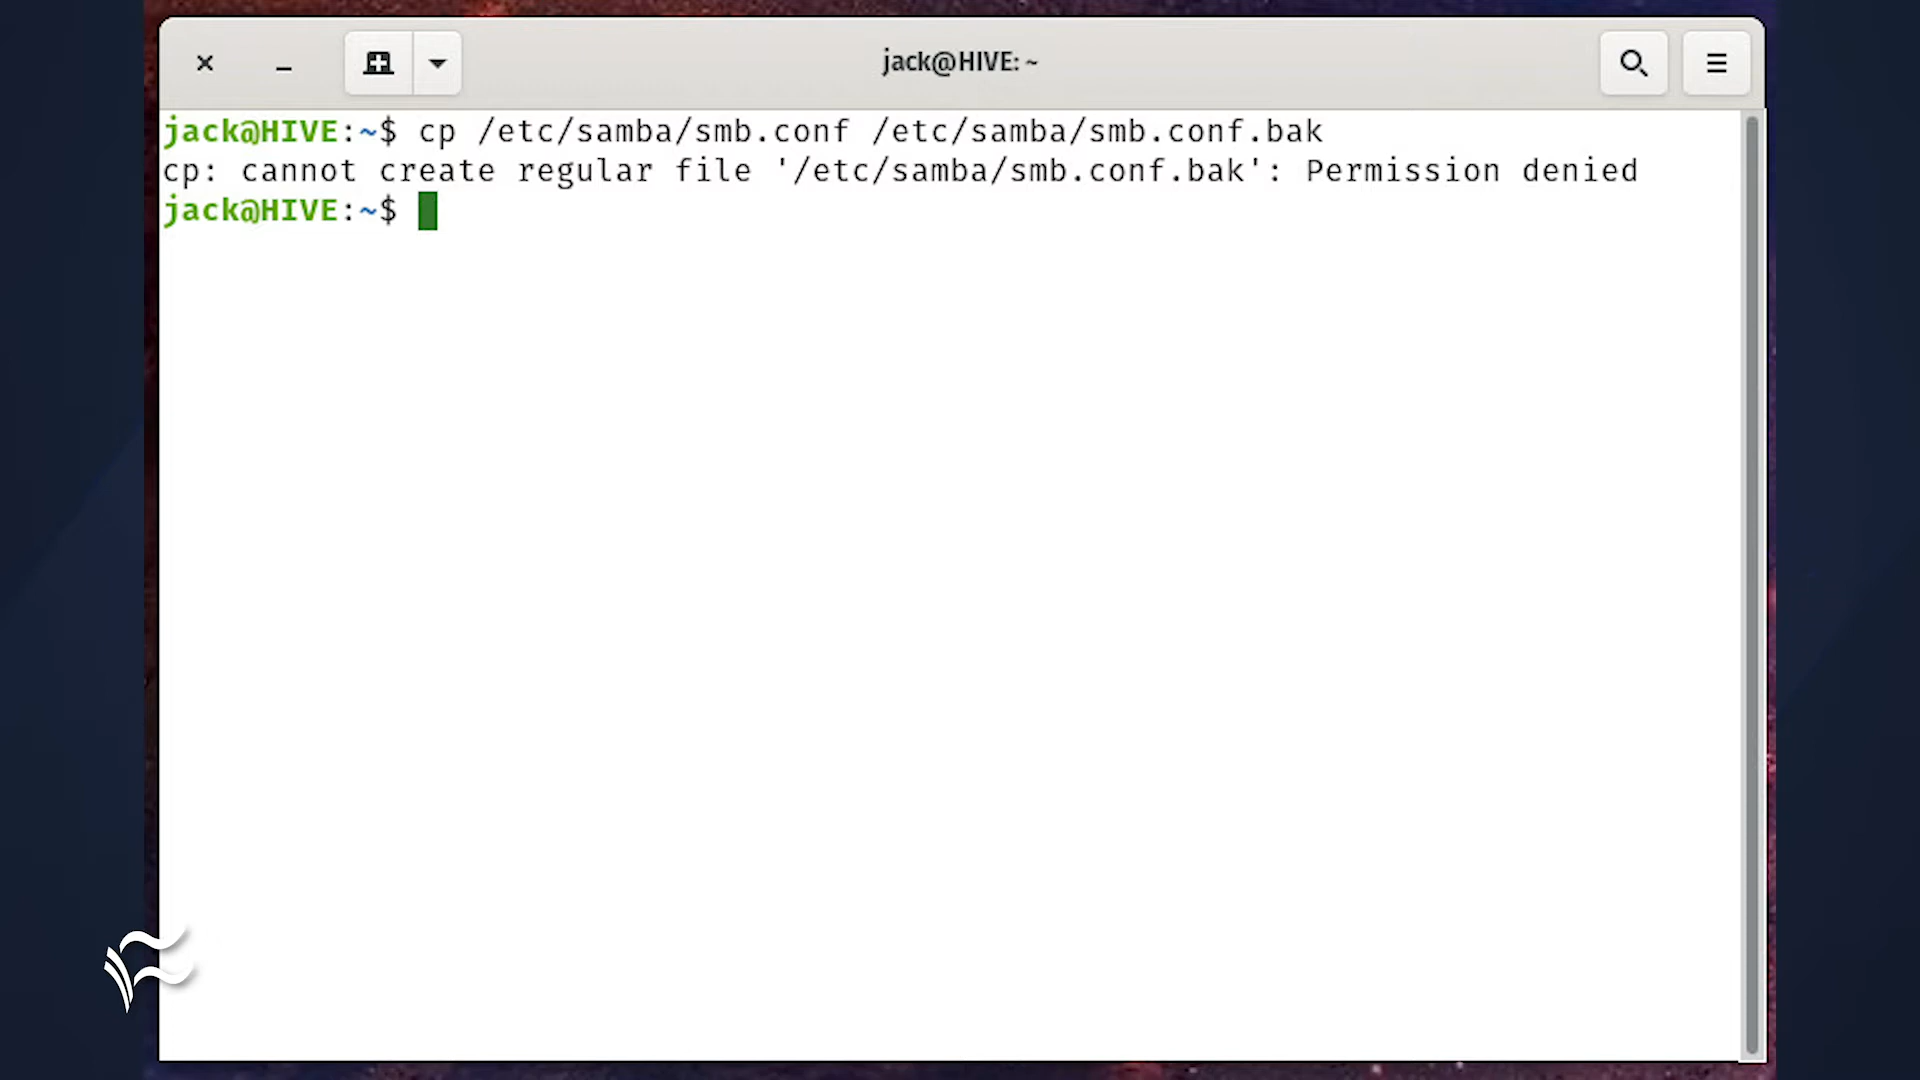 jack@HIVE: ~
jack@HIVE:~$ cp /etc/samba/smb.conf /etc/samba/smb.conf.bak
cp: cannot create regular file '/etc/samba/smb.conf.bak': Permission denied
jack@HIVE:~$